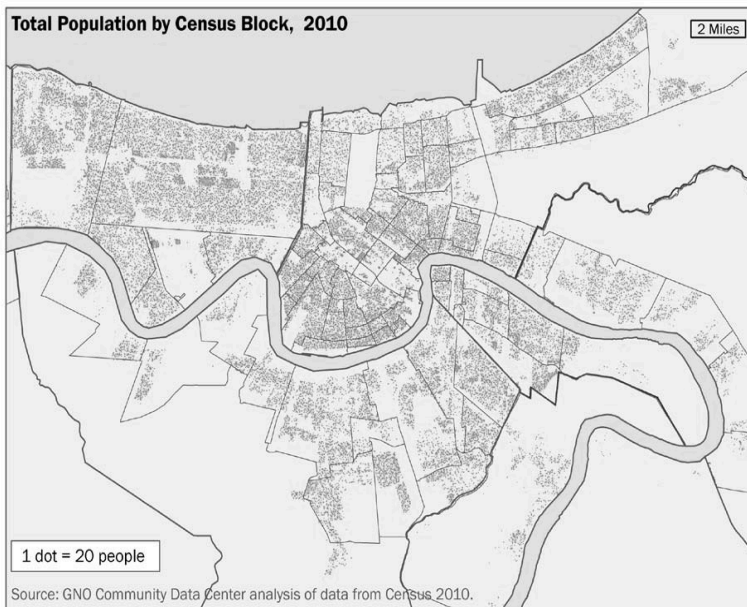 Total Population by Census Block, 2010
2 Miles
1 dot = 20 people
Source: GNO Community Data Center analysis of data from Census 2010.